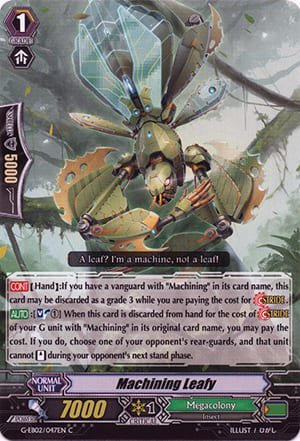 1
GRADE
SHIELD
5000
A leaf? I'm a machine, not a leaf!
CONT [Hand]:If you have a vanguard with "Machining" in its card name, this
card may be discarded as a grade 3 while you are paying the cost for STRIDE.
AUTO: When this card is discarded from hand for the cost of STRIDE
of your G unit with "Machining" in its original card name, you may pay the
cost. If you do, choose one of your opponent's rear-guards, and that unit
cannot during your opponent's next stand phase.
NORMAL
UNIT
Machining Leafy
POWER
7000
1
CRITICAL
Megacolony
Insect
G-EB02/047EN C
ILLUST